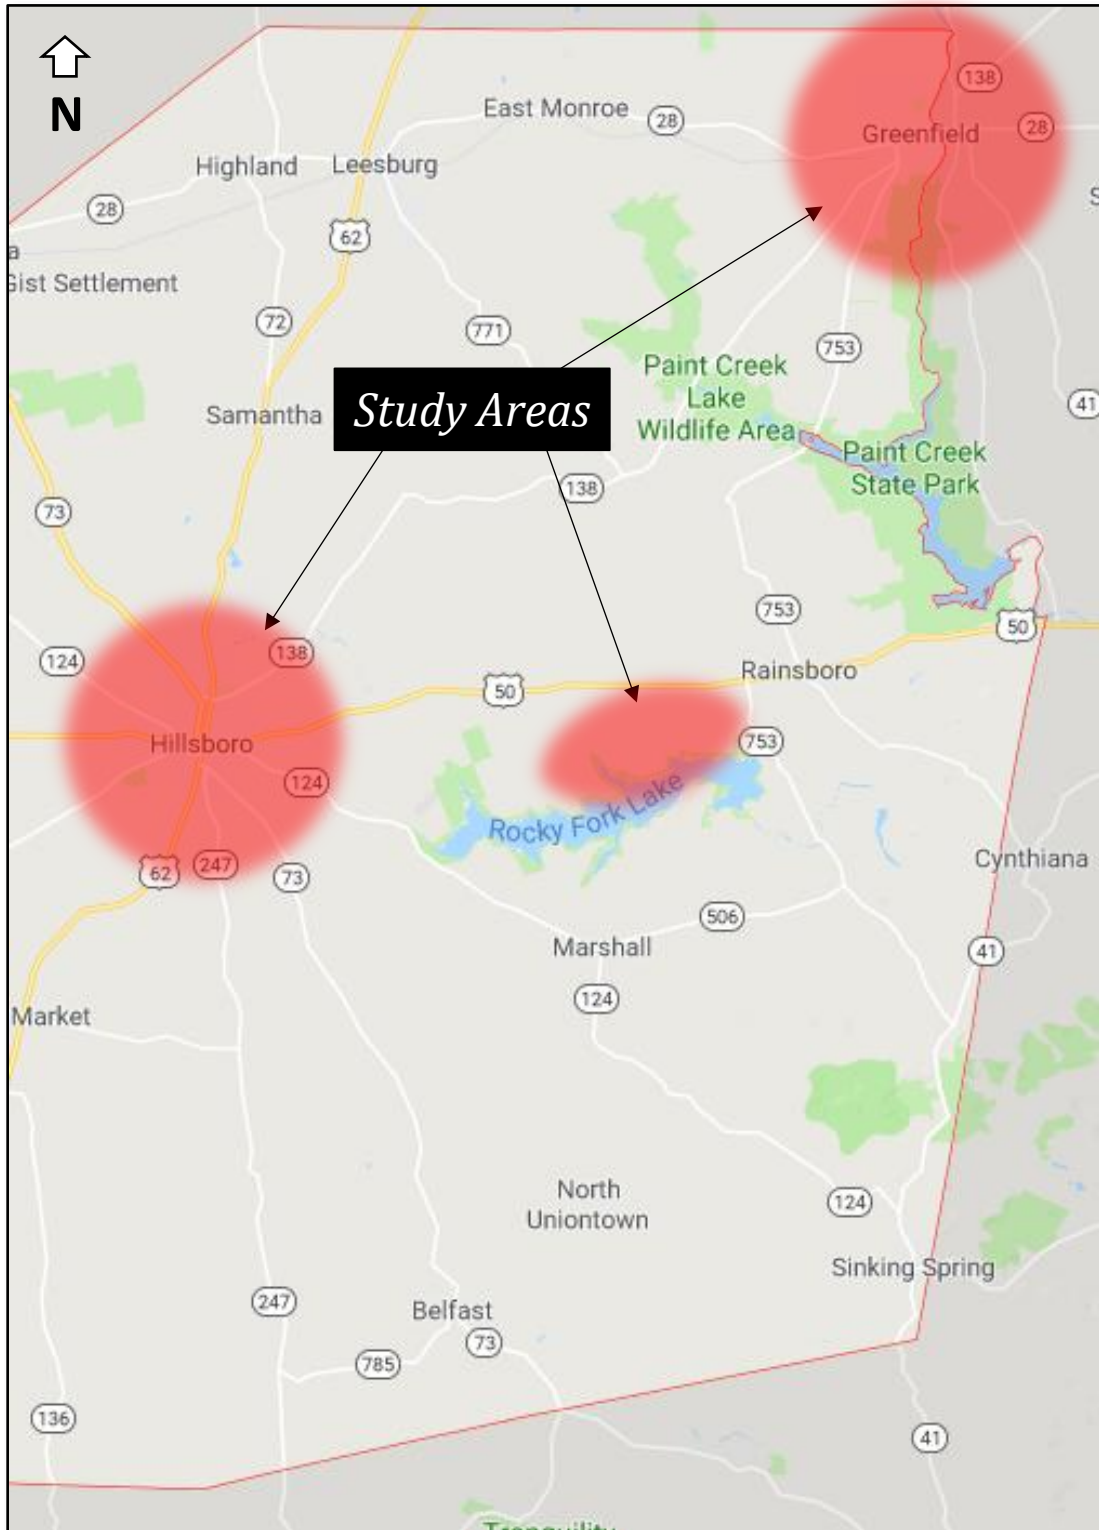 N
138
East Monroe
28
Greenfield
28
Highland
Leesburg
28
S
62
a
Gist Settlement
72
771
753
Paint Creek
Lake
Wildlife Area
41
Study Areas
Samantha
Paint Creek
State Park
138
73
753
50
124
138
Rainsboro
50
Hillsboro
753
124
Rocky Fork Lake
Cynthiana
62
247
73
506
Marshall
41
124
Market
North
Uniontown
124
Sinking Spring
247
Belfast
73
785
136
41
Tranquility